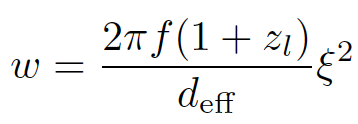 w = \frac{2\pi f(1 + z_l)}{d_{\text{eff}}} \xi^2